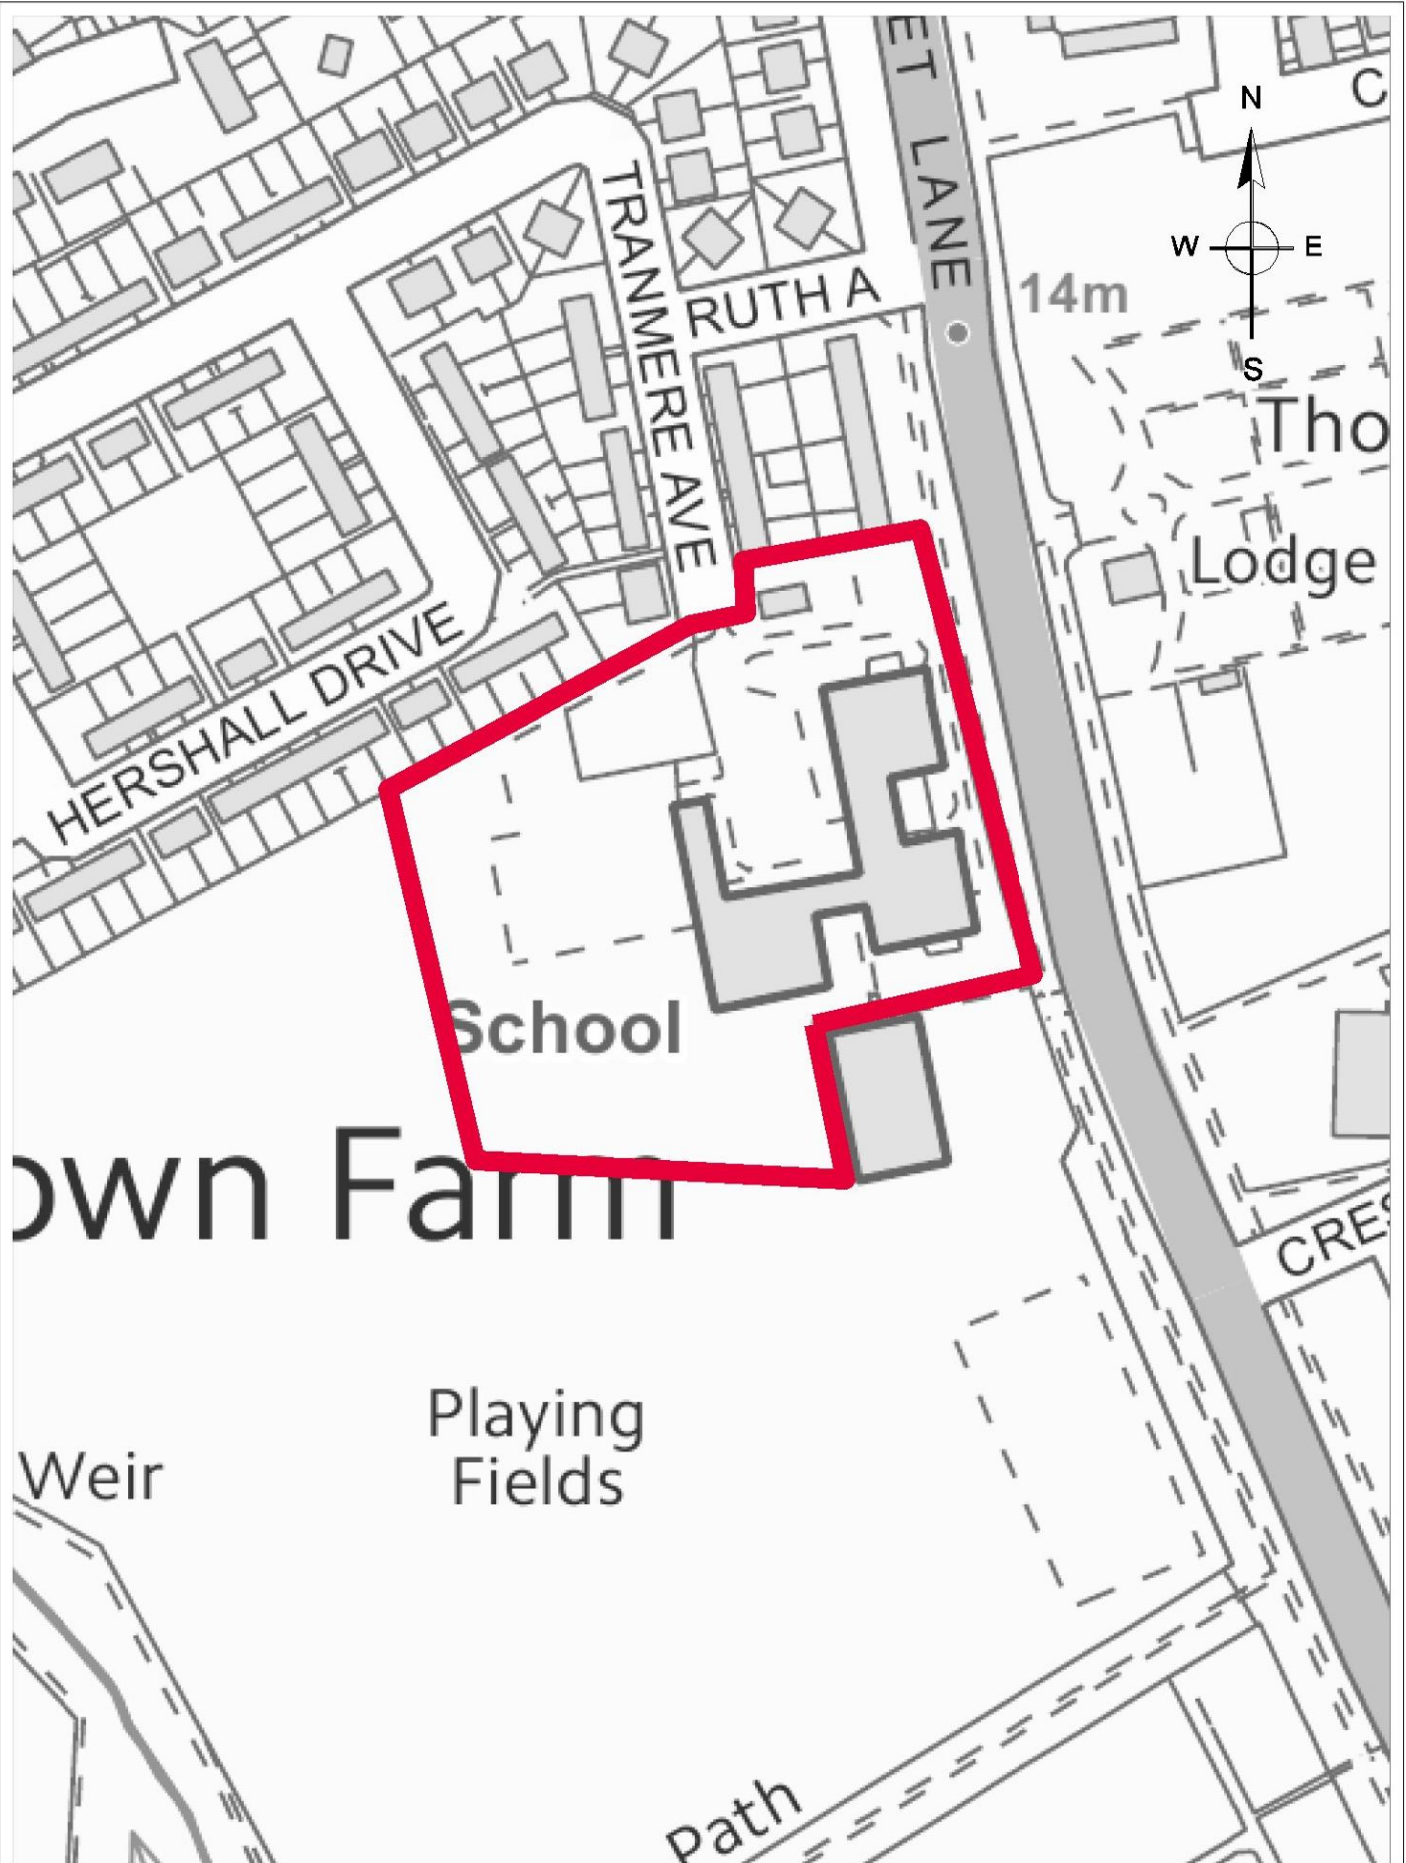 ET LANE
C
N
W E
S
TRANMERE AVE
RUTH A
14m
Tho
Lodge
HERSHALL DRIVE
School
own Farm
CRES
Playing
Fields
Weir
Path